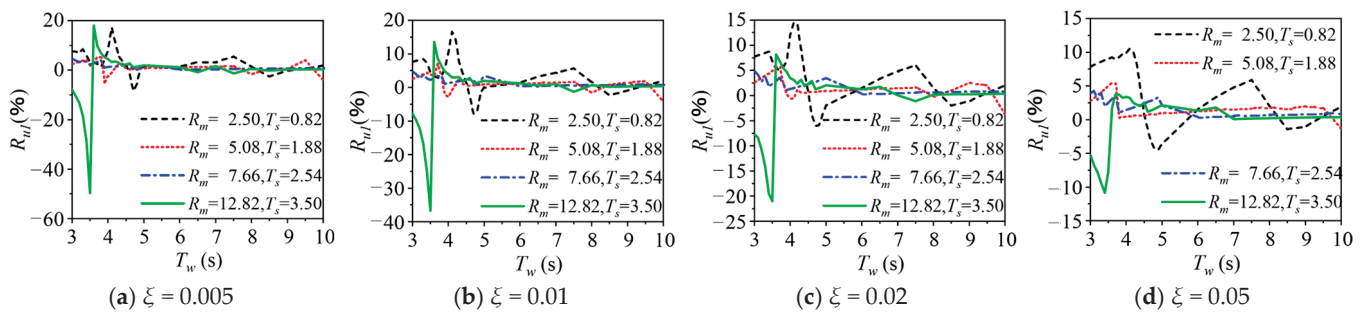 R_u1 (%)
20
0
−20
−40
−60
R_m= 2.50,T_s=0.82
R_m= 5.08,T_s=1.88
R_m= 7.66,T_s=2.54
R_m=12.82,T_s=3.50
3 4 5 6 7 8 9 10
T_w (s)
(a) ξ = 0.005
R_u1 (%)
20
10
0
−10
−20
−30
−40
R_m= 2.50,T_s=0.82
R_m= 5.08,T_s=1.88
R_m= 7.66,T_s=2.54
R_m=12.82,T_s=3.50
3 4 5 6 7 8 9 10
T_w (s)
(b) ξ = 0.01
R_u1 (%)
15
10
5
0
−5
−10
−15
−20
−25
R_m= 2.50,T_s=0.82
R_m= 5.08,T_s=1.88
R_m= 7.66,T_s=2.54
R_m=12.82,T_s=3.50
3 4 5 6 7 8 9 10
T_w (s)
(c) ξ = 0.02
R_u1 (%)
15
10
5
0
−5
−10
−15
R_m= 2.50,T_s=0.82
R_m= 5.08,T_s=1.88
R_m= 7.66,T_s=2.54
R_m=12.82,T_s=3.50
3 4 5 6 7 8 9 10
T_w (s)
(d) ξ = 0.05